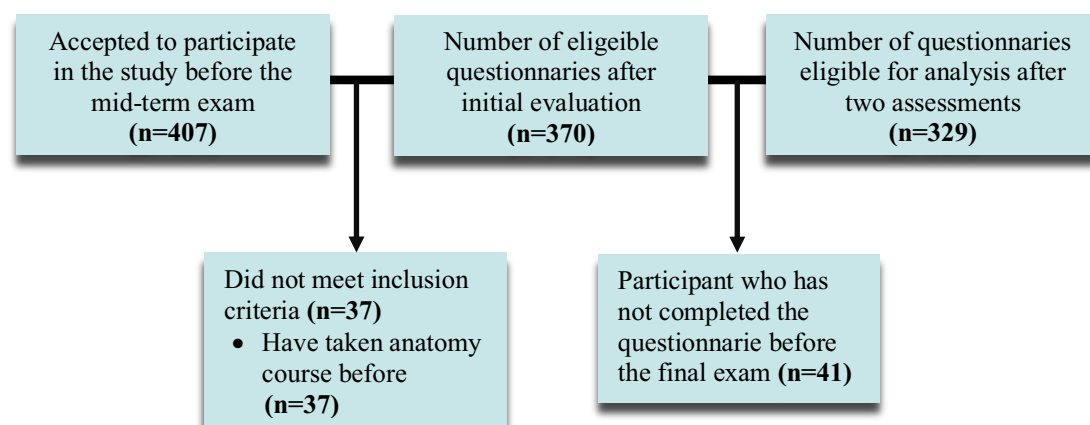 Accepted to participate
in the study before the
mid-term exam
(n=407)
Number of eligeible
questionnaries after
initial evaluation
(n=370)
Number of questionnaries
eligible for analysis after
two assessments
(n=329)
Did not meet inclusion
criteria (n=37)
• Have taken anatomy
course before
(n=37)
Participant who has
not completed the
questionnarie before
the final exam (n=41)